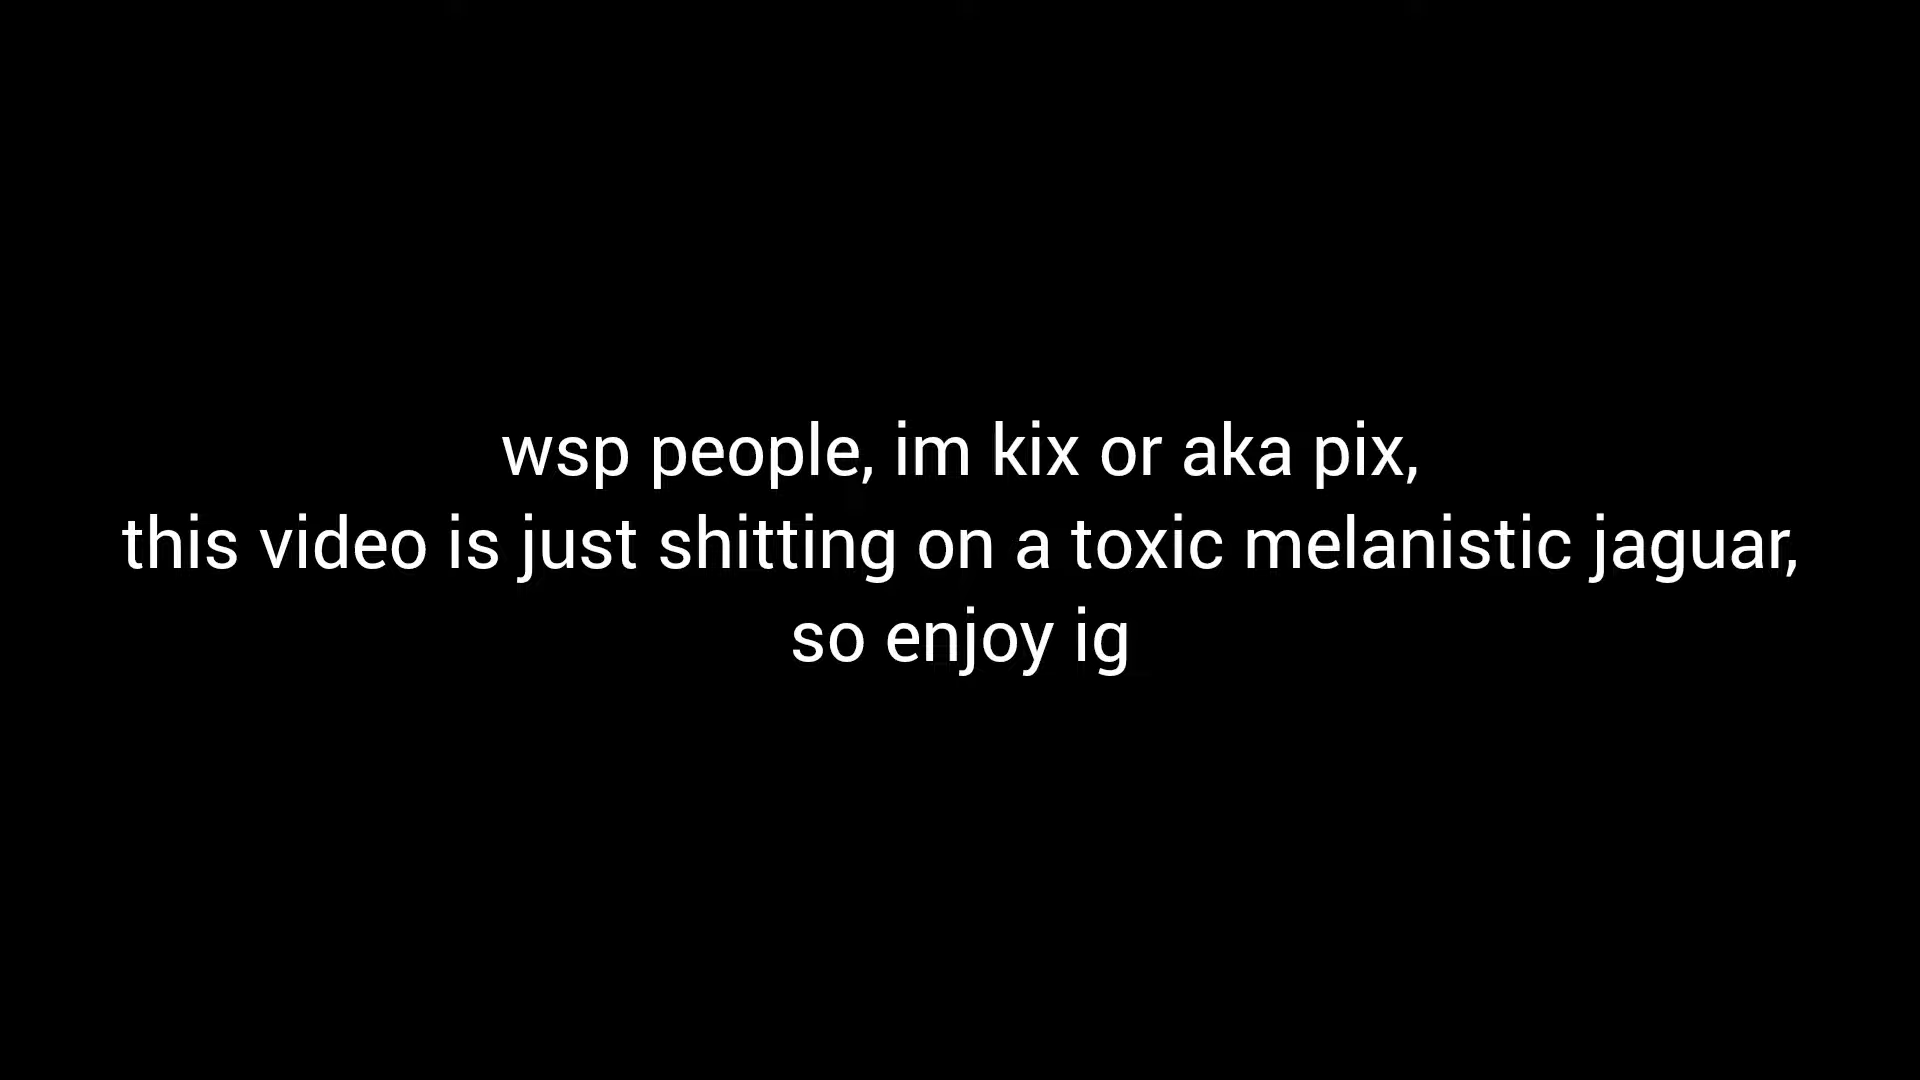 wsp people, im kix or aka pix,
this video is just shitting on a toxic melanistic jaguar,
so enjoy ig